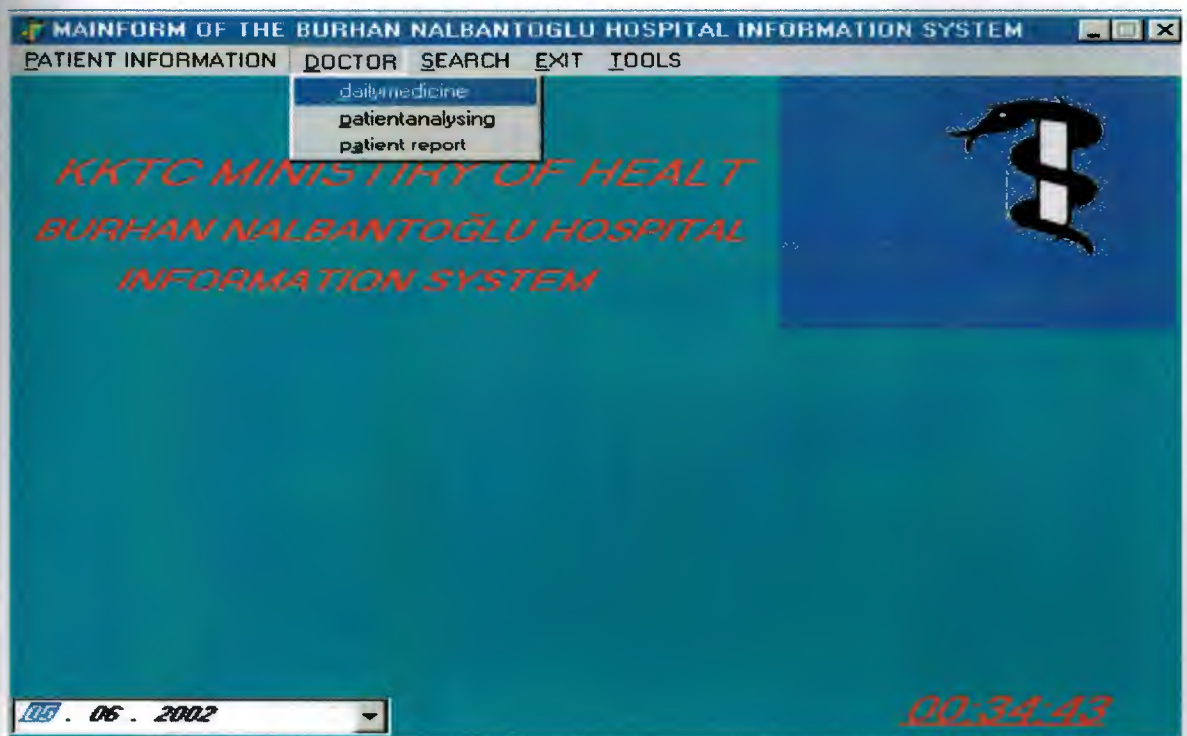 MAINFORM OF THE BURHAN NALBANTOGLU HOSPITAL INFORMATION SYSTEM
PATIENT INFORMATION DOCTOR SEARCH EXIT TOOLS
dailymedicine
patientanalysing
patient report
KKTC MINISTIRY OF HEALT
BURHAN NALBANTOĞLU HOSPITAL
INFORMATION SYSTEM
05 . 06 . 2002
00:34:43